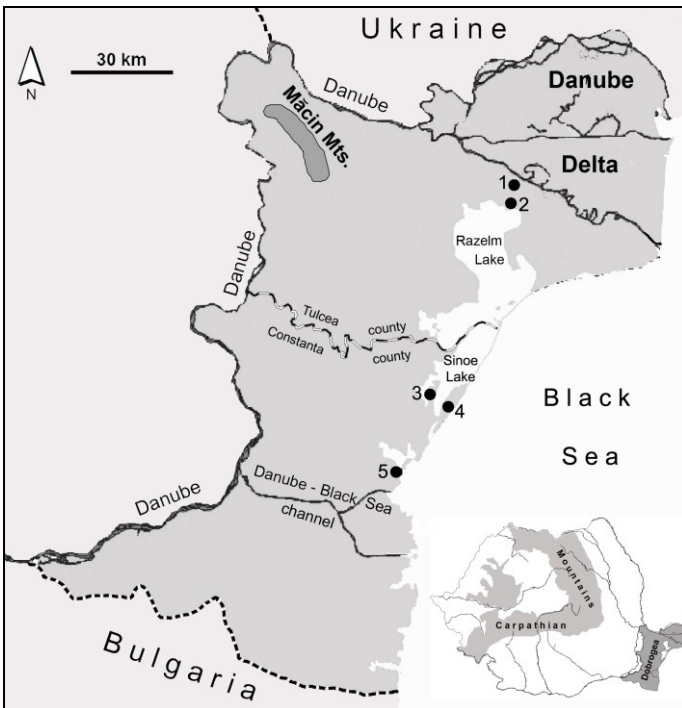 Ukraine
30 km
N
Danube
Măcin Mts.
Danube
Delta
1
2
Razelm
Lake
Danube
Tulcea
county
Constanta
county
Sinoe
Lake
3
4
Black
Sea
5
Danube - Black Sea
channel
Danube
Bulgaria
Mountains
Carpathian
Dobrogea